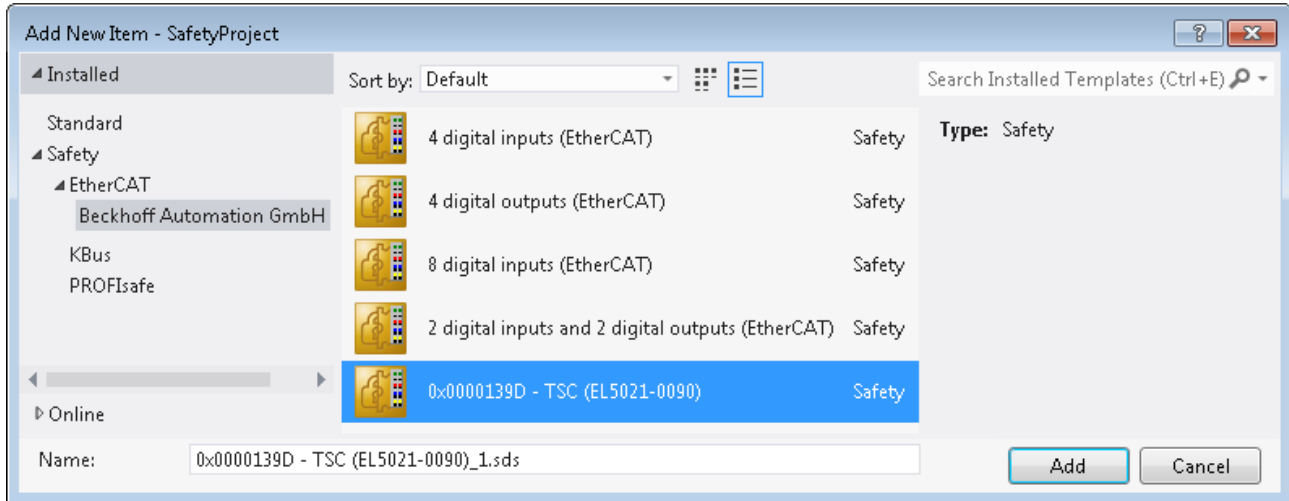 Add New Item - SafetyProject
Installed
Sort by: Default
Search Installed Templates (Ctrl+E)
Standard
Safety
EtherCAT
Beckhoff Automation GmbH
KBus
PROFIsafe
Online
4 digital inputs (EtherCAT) Safety
4 digital outputs (EtherCAT) Safety
8 digital inputs (EtherCAT) Safety
2 digital inputs and 2 digital outputs (EtherCAT) Safety
0x0000139D - TSC (EL5021-0090) Safety
Type: Safety
Name: 0x0000139D - TSC (EL5021-0090)_1.sds
Add Cancel